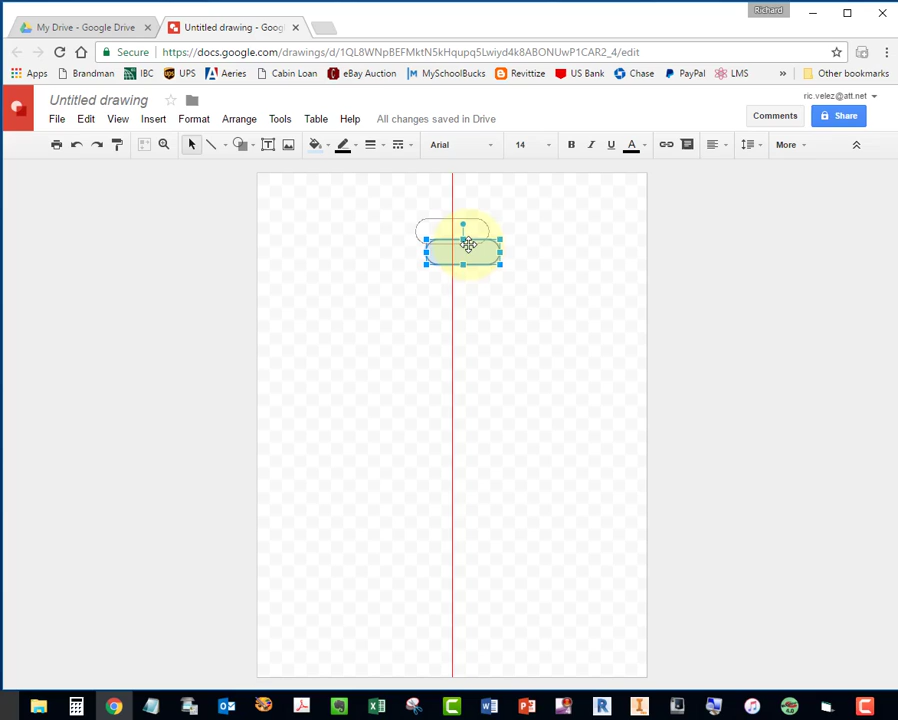 Richard
My Drive - Google Drive
Untitled drawing - Goog
Secure
https://docs.google.com/drawings/d/1QL8WNpBEFMktN5kHqupq5Lwiyd4k8ABONUwP1CAR2_4/edit
Apps Brandman IBC UPS Aeries Cabin Loan eBay Auction MySchoolBucks Revittize US Bank Chase PayPal LMS » Other bookmarks
Untitled drawing
ric.velez@att.net
File Edit View Insert Format Arrange Tools Table Help All changes saved in Drive
Comments Share
Arial 14 B I U A More